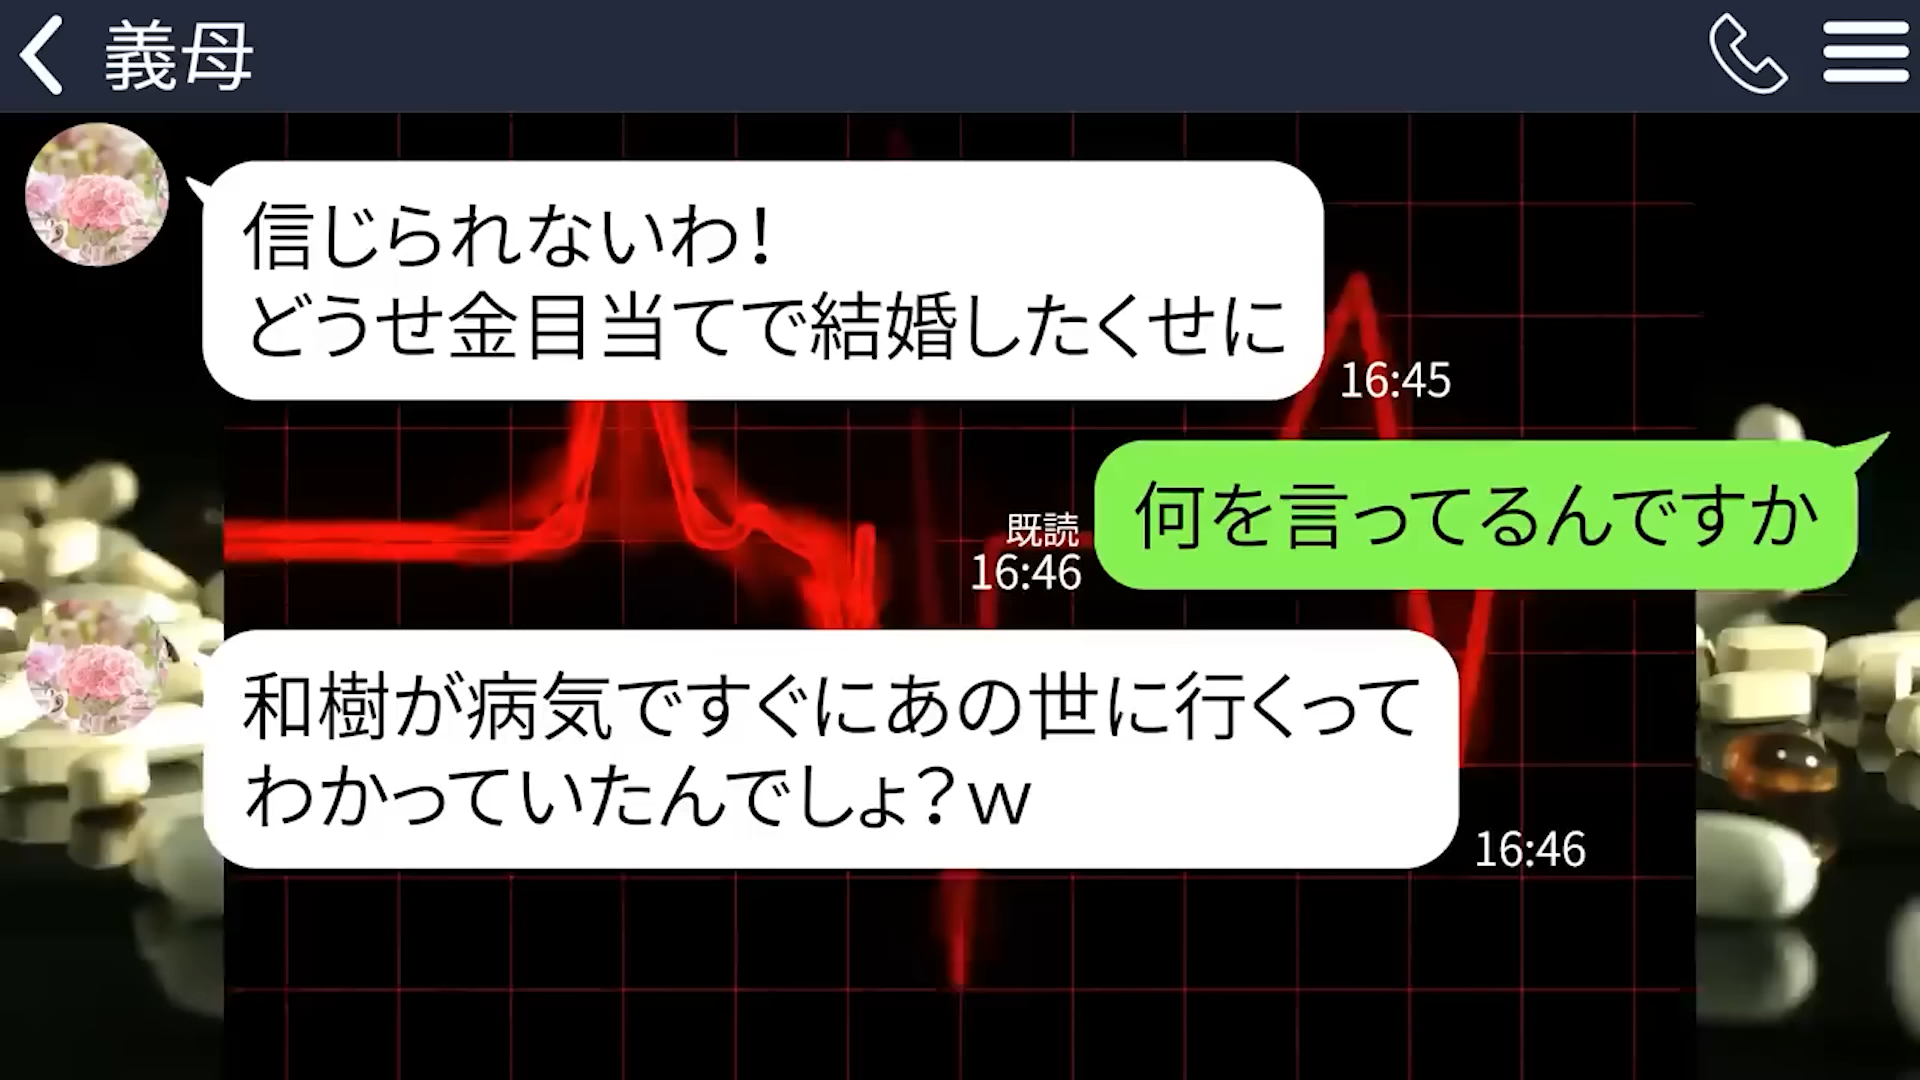 義母
信じられないわ！
どうせ金目当てで結婚したくせに
16:45
何を言ってるんですか
既読
16:46
和樹が病気ですぐにあの世に行くって
わかっていたんでしょ？ｗ
16:46